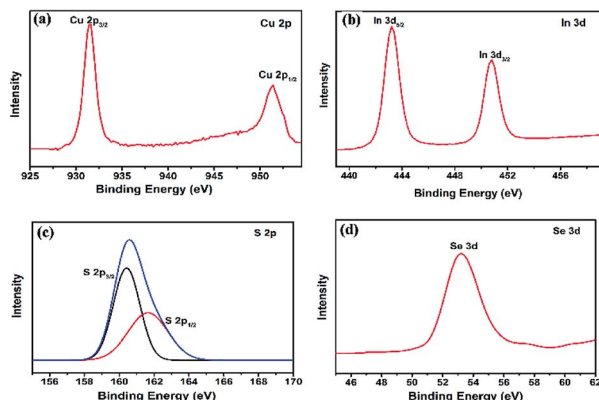 (a)
Cu 2p3/2
Cu 2p
Cu 2p1/2
Intensity
925 930 935 940 945 950
Binding Energy (eV)
(b)
In 3d5/2
In 3d
In 3d3/2
Intensity
440 444 448 452 456
Binding Energy (eV)
(c)
S 2p
S 2p3/2
S 2p1/2
Intensity
156 158 160 162 164 166 168 170
Binding Energy (eV)
(d)
Se 3d
Se 3d
Intensity
46 48 50 52 54 56 58 60 62
Binding Energy (eV)